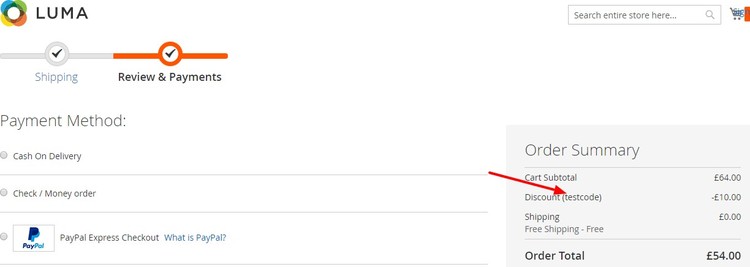 LUMA
Search entire store here...
Shipping
Review & Payments
Payment Method:
Cash On Delivery
Check / Money order
PayPal
PayPal Express Checkout What is PayPal?
Order Summary
Cart Subtotal £64.00
Discount (testcode) -£10.00
Shipping £0.00
Free Shipping - Free
Order Total £54.00